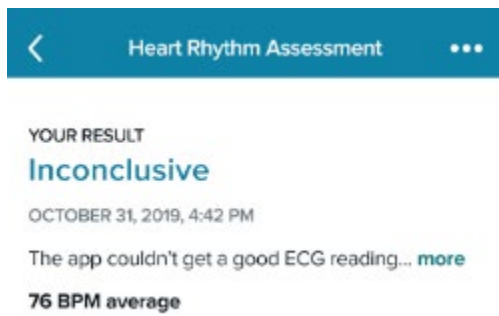 Heart Rhythm Assessment
YOUR RESULT
Inconclusive
OCTOBER 31, 2019, 4:42 PM
The app couldn't get a good ECG reading... more
76 BPM average